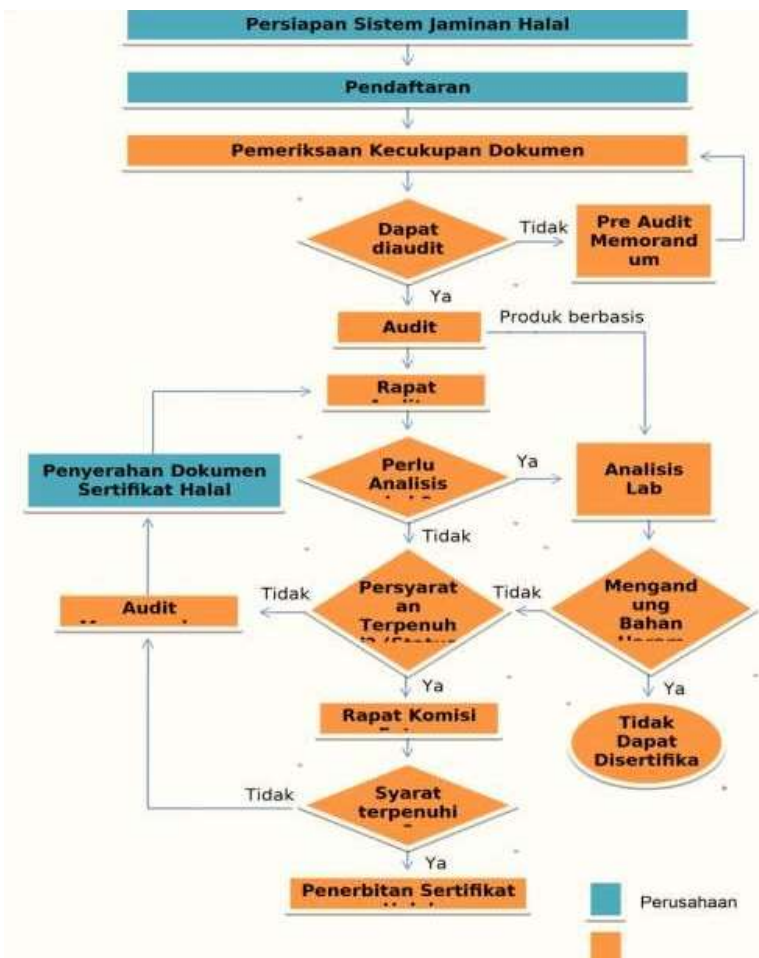 Persiapan Sistem Jaminan Halal
Pendaftaran
Pemeriksaan Kecukupan Dokumen
Dapat
diaudit
Tidak
Pre Audit
Memorand
um
Ya
Audit
Produk berbasis
Rapat
Perlu
Analisis
Ya
Analisis
Lab
Penyerahan Dokumen
Sertifikat Halal
Tidak
Persyarat
an
Terpenuh
Tidak
Audit
Tidak
Mengand
ung
Bahan
Ya
Rapat Komisi
Ya
Tidak
Dapat
Disertifika
Syarat
terpenuhi
Tidak
Ya
Penerbitan Sertifikat
Perusahaan